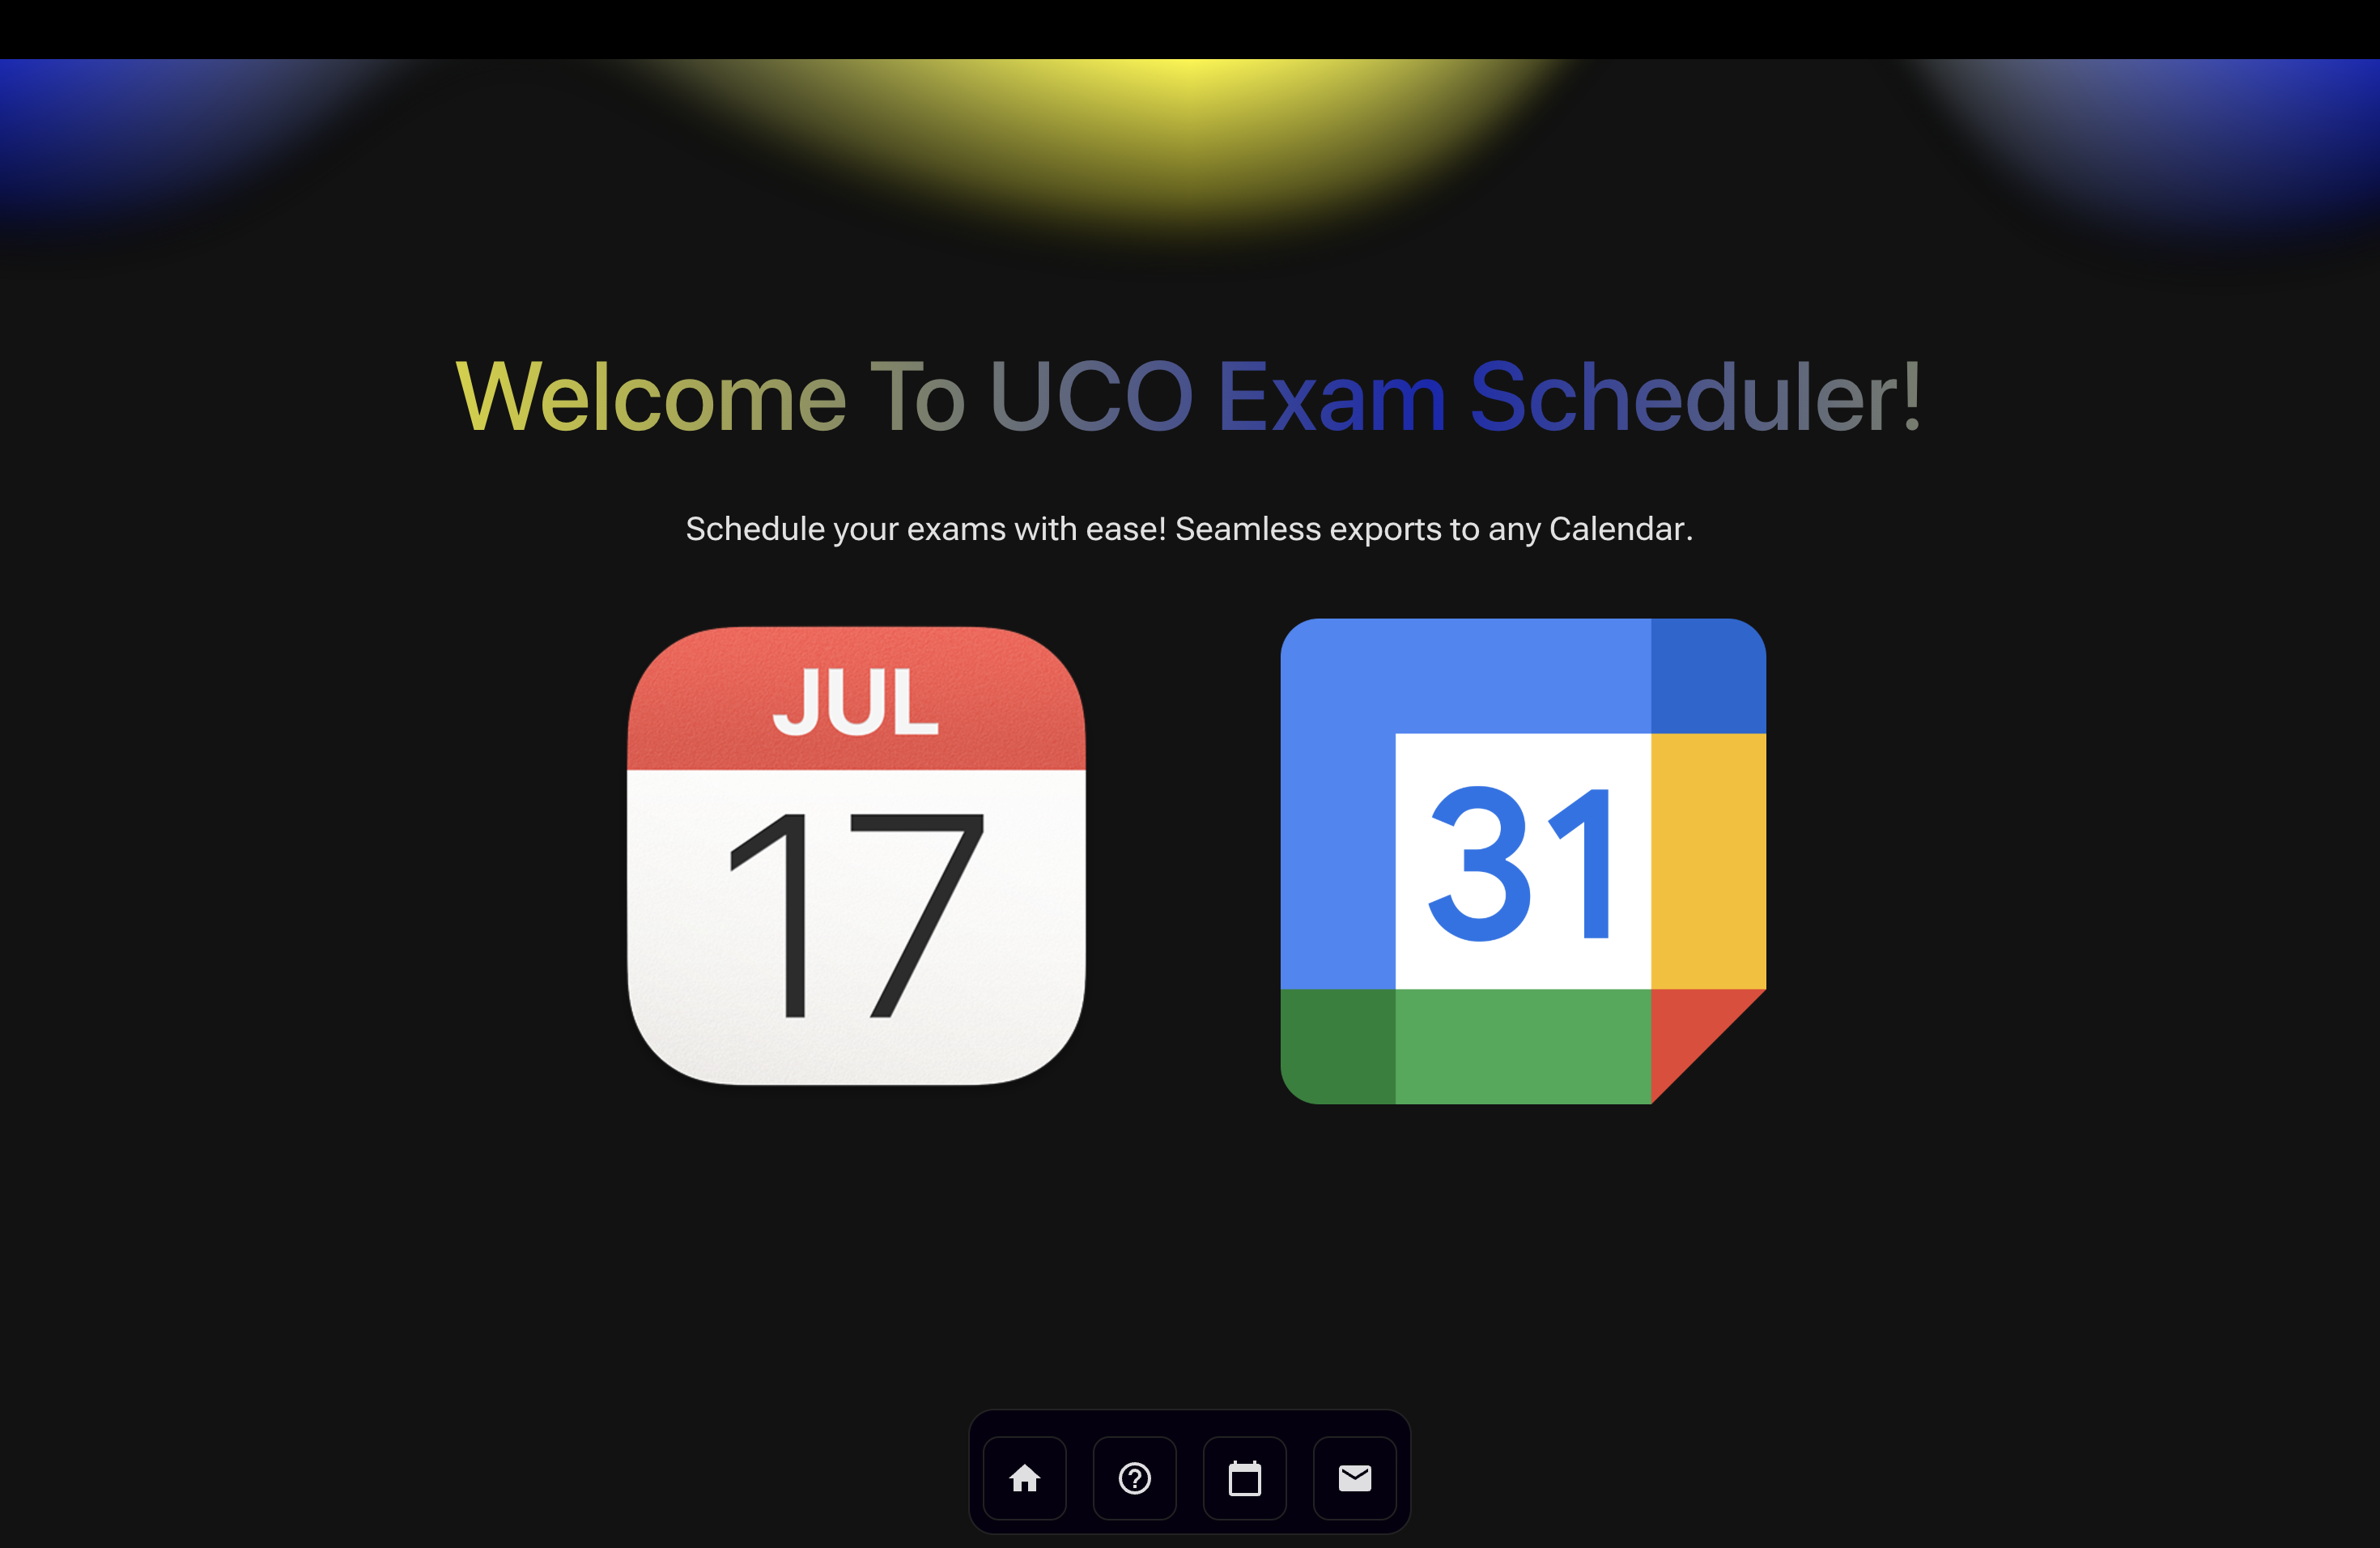 Welcome To UCO Exam Scheduler!
Schedule your exams with ease! Seamless exports to any Calendar.
JUL
17
31